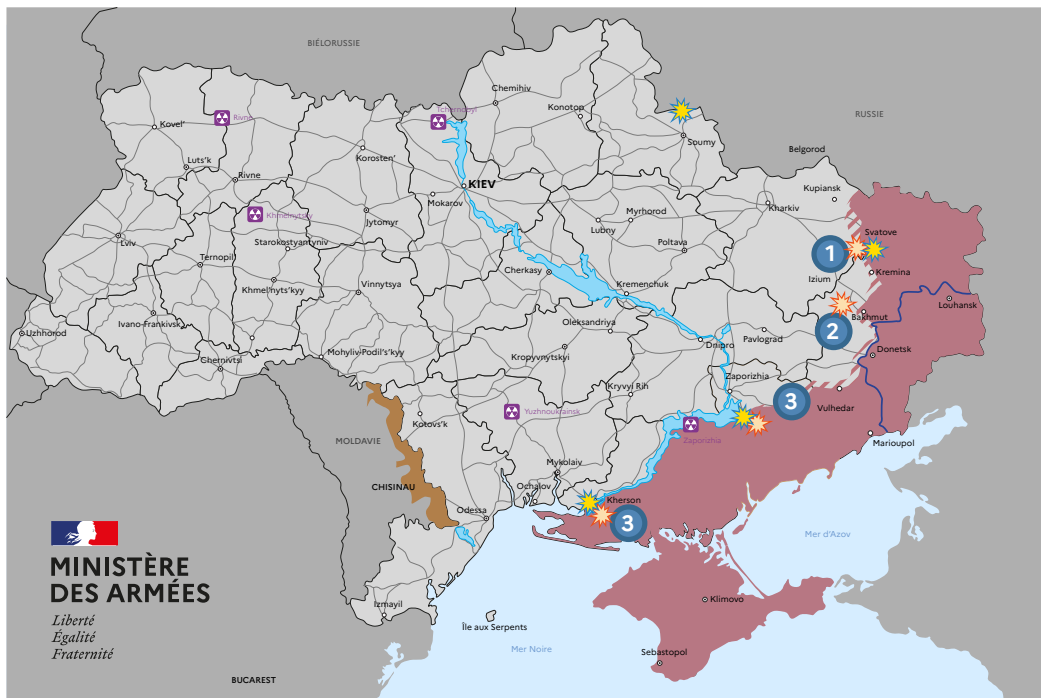 BIÉLORUSSIE
Chemihiv
Tchernobyl
Konotop
RUSSIE
Rivne
Kovel'
Soumy
Belgorod
Korosten'
Luts'k
Rivne
KIEV
Kupiansk
Makarov
Kharkiv
Khmelnytsky
Jytomyr
Myrhorod
Lubny
Svatove
Lviv
Starokostyantyniv
Poltava
1
Ternopil
Cherkasy
Izium
Kremina
Khmel'nyts'kyy
Vinnytsya
Kremenchuk
Louhansk
Ivano-Frankivsk
Oleksandriya
Bakhmut
2
Uzhhorod
Dnipro
Pavlograd
Donetsk
Chernivtsi
Mohyliv-Podil's'kyy
Kropyvnytskyi
Zaporizhia
Kryvyi Rih
3
Vulhedar
Yuzhnoukrainsk
Kotovs'k
Zaporizhia
MOLDAVIE
Marioupol
Mykolaiv
CHISINAU
Ochalov
Kherson
Odessa
3
Mer d'Azov
MINISTÈRE
DES ARMÉES
Liberté
Égalité
Fraternité
Izmayil
Klimovo
Île aux Serpents
Mer Noire
Sebastopol
BUCAREST